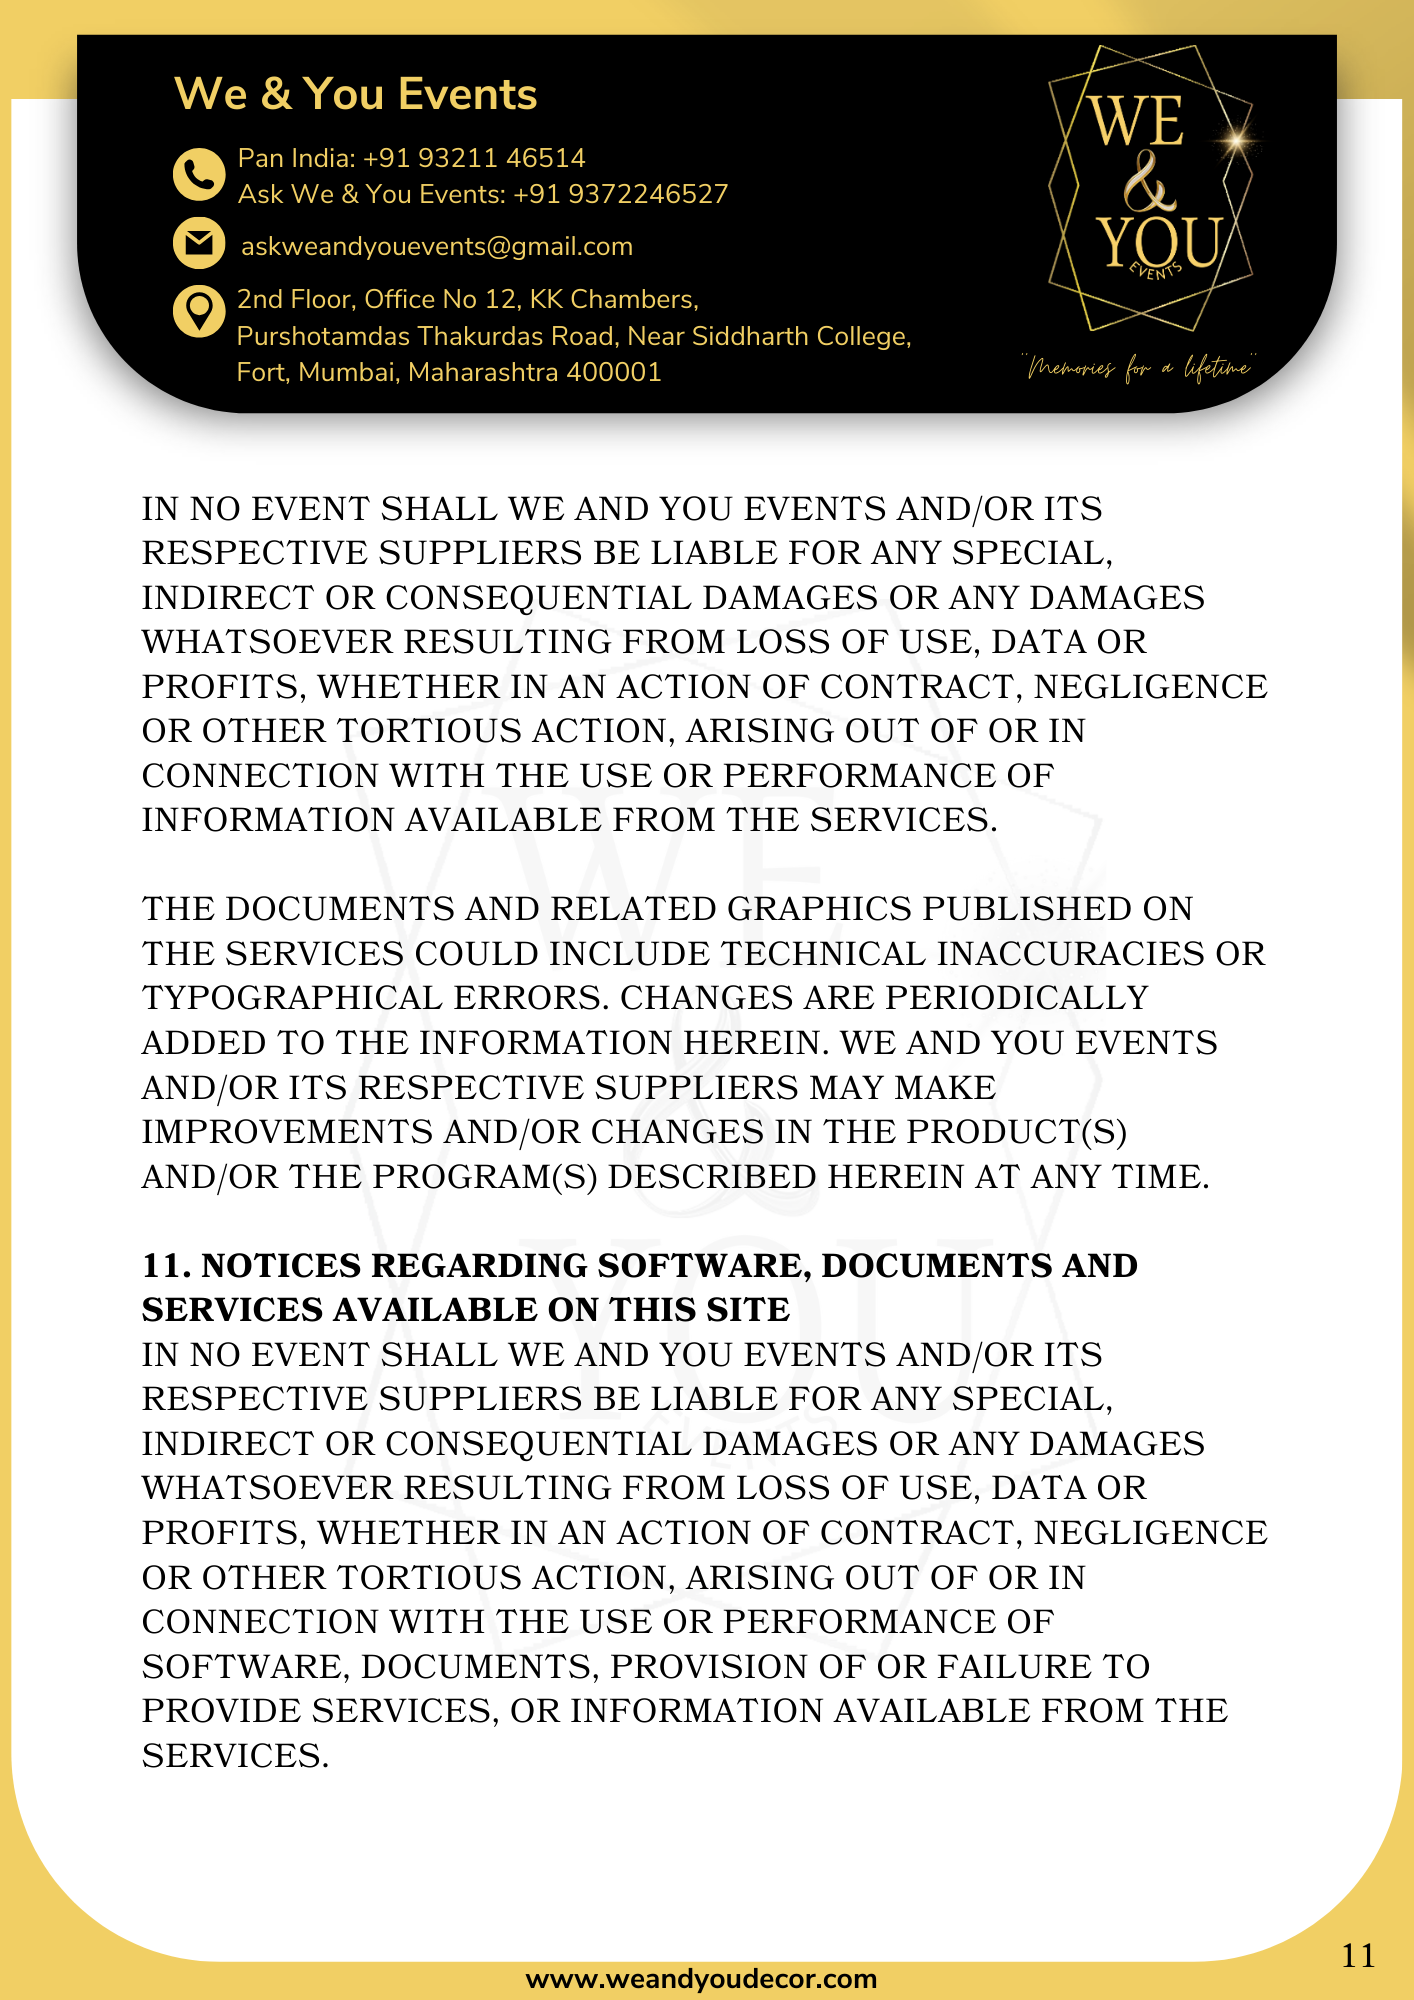 We & You Events
Pan India: +91 93211 46514
Ask We & You Events: +91 9372246527
askweandyouevents@gmail.com
2nd Floor, Office No 12, KK Chambers,
Purshotamdas Thakurdas Road, Near Siddharth College,
Fort, Mumbai, Maharashtra 400001
WE
&
YOU
EVENTS
"Memories for a lifetime"
IN NO EVENT SHALL WE AND YOU EVENTS AND/OR ITS
RESPECTIVE SUPPLIERS BE LIABLE FOR ANY SPECIAL,
INDIRECT OR CONSEQUENTIAL DAMAGES OR ANY DAMAGES
WHATSOEVER RESULTING FROM LOSS OF USE, DATA OR
PROFITS, WHETHER IN AN ACTION OF CONTRACT, NEGLIGENCE
OR OTHER TORTIOUS ACTION, ARISING OUT OF OR IN
CONNECTION WITH THE USE OR PERFORMANCE OF
INFORMATION AVAILABLE FROM THE SERVICES.
THE DOCUMENTS AND RELATED GRAPHICS PUBLISHED ON
THE SERVICES COULD INCLUDE TECHNICAL INACCURACIES OR
TYPOGRAPHICAL ERRORS. CHANGES ARE PERIODICALLY
ADDED TO THE INFORMATION HEREIN. WE AND YOU EVENTS
AND/OR ITS RESPECTIVE SUPPLIERS MAY MAKE
IMPROVEMENTS AND/OR CHANGES IN THE PRODUCT(S)
AND/OR THE PROGRAM(S) DESCRIBED HEREIN AT ANY TIME.
11. NOTICES REGARDING SOFTWARE, DOCUMENTS AND
SERVICES AVAILABLE ON THIS SITE
IN NO EVENT SHALL WE AND YOU EVENTS AND/OR ITS
RESPECTIVE SUPPLIERS BE LIABLE FOR ANY SPECIAL,
INDIRECT OR CONSEQUENTIAL DAMAGES OR ANY DAMAGES
WHATSOEVER RESULTING FROM LOSS OF USE, DATA OR
PROFITS, WHETHER IN AN ACTION OF CONTRACT, NEGLIGENCE
OR OTHER TORTIOUS ACTION, ARISING OUT OF OR IN
CONNECTION WITH THE USE OR PERFORMANCE OF
SOFTWARE, DOCUMENTS, PROVISION OF OR FAILURE TO
PROVIDE SERVICES, OR INFORMATION AVAILABLE FROM THE
SERVICES.
WE
&
YOU
EVENTS
11
www.weandyoudecor.com